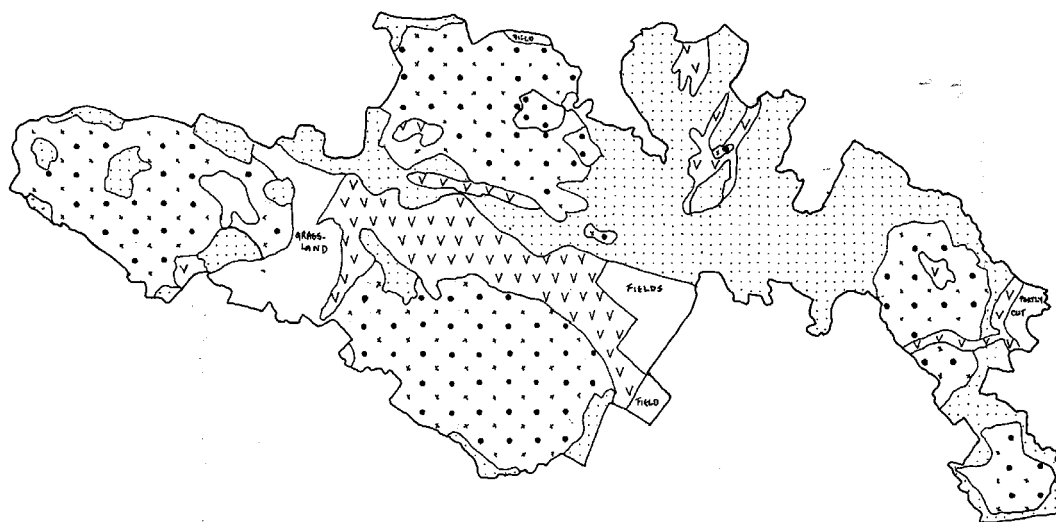 FIELD
GRASS-
LAND
FIELDS
PARTLY
CUT
FIELD